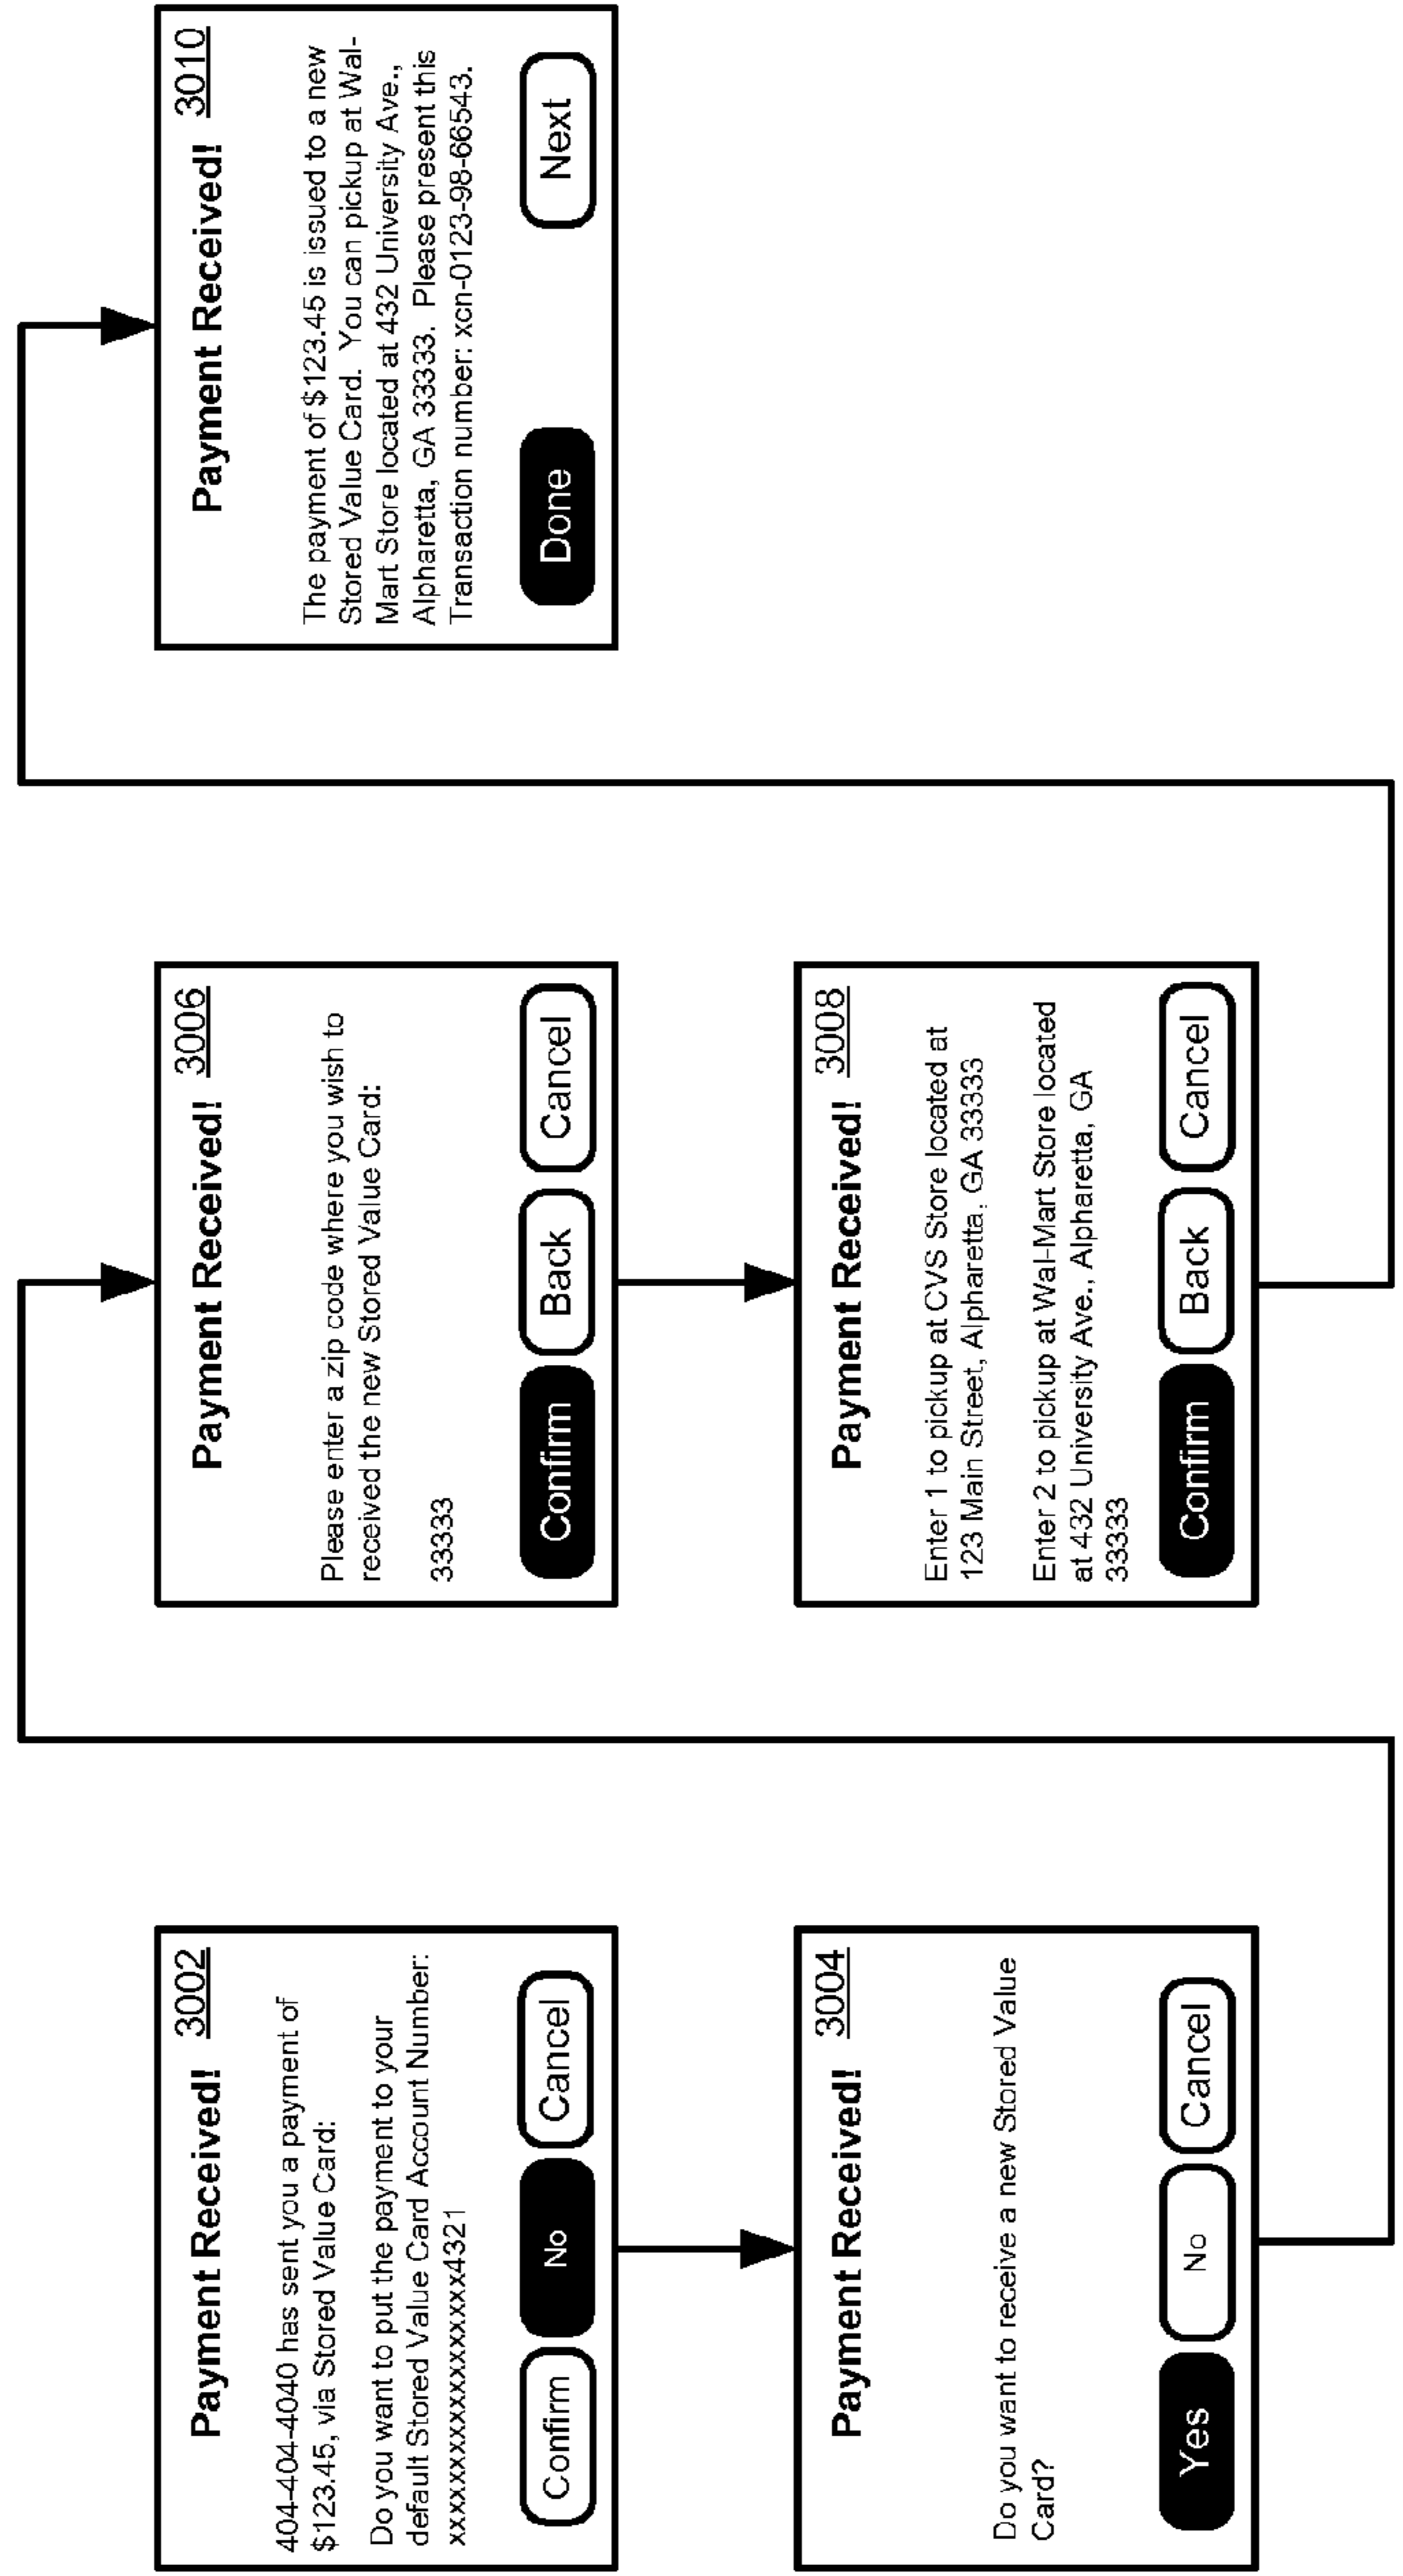 Payment Received! 3002
404-404-4040 has sent you a payment of
$123.45, via Stored Value Card:
Do you want to put the payment to your
default Stored Value Card Account Number:
xxxxxxxxxxxxxxxxxx4321
Confirm No Cancel
Payment Received! 3004
Do you want to receive a new Stored Value
Card?
Yes No Cancel
Payment Received! 3006
Please enter a zip code where you wish to
received the new Stored Value Card:
33333
Confirm Back Cancel
Payment Received! 3008
Enter 1 to pickup at CVS Store located at
123 Main Street, Alpharetta, GA 33333
Enter 2 to pickup at Wal-Mart Store located
at 432 University Ave., Alpharetta, GA
33333
Confirm Back Cancel
Payment Received! 3010
The payment of $123.45 is issued to a new
Stored Value Card.  You can pickup at Wal-
Mart Store located at 432 University Ave.,
Alpharetta, GA 33333.  Please present this
Transaction number: xcn-0123-98-66543.
Done Next